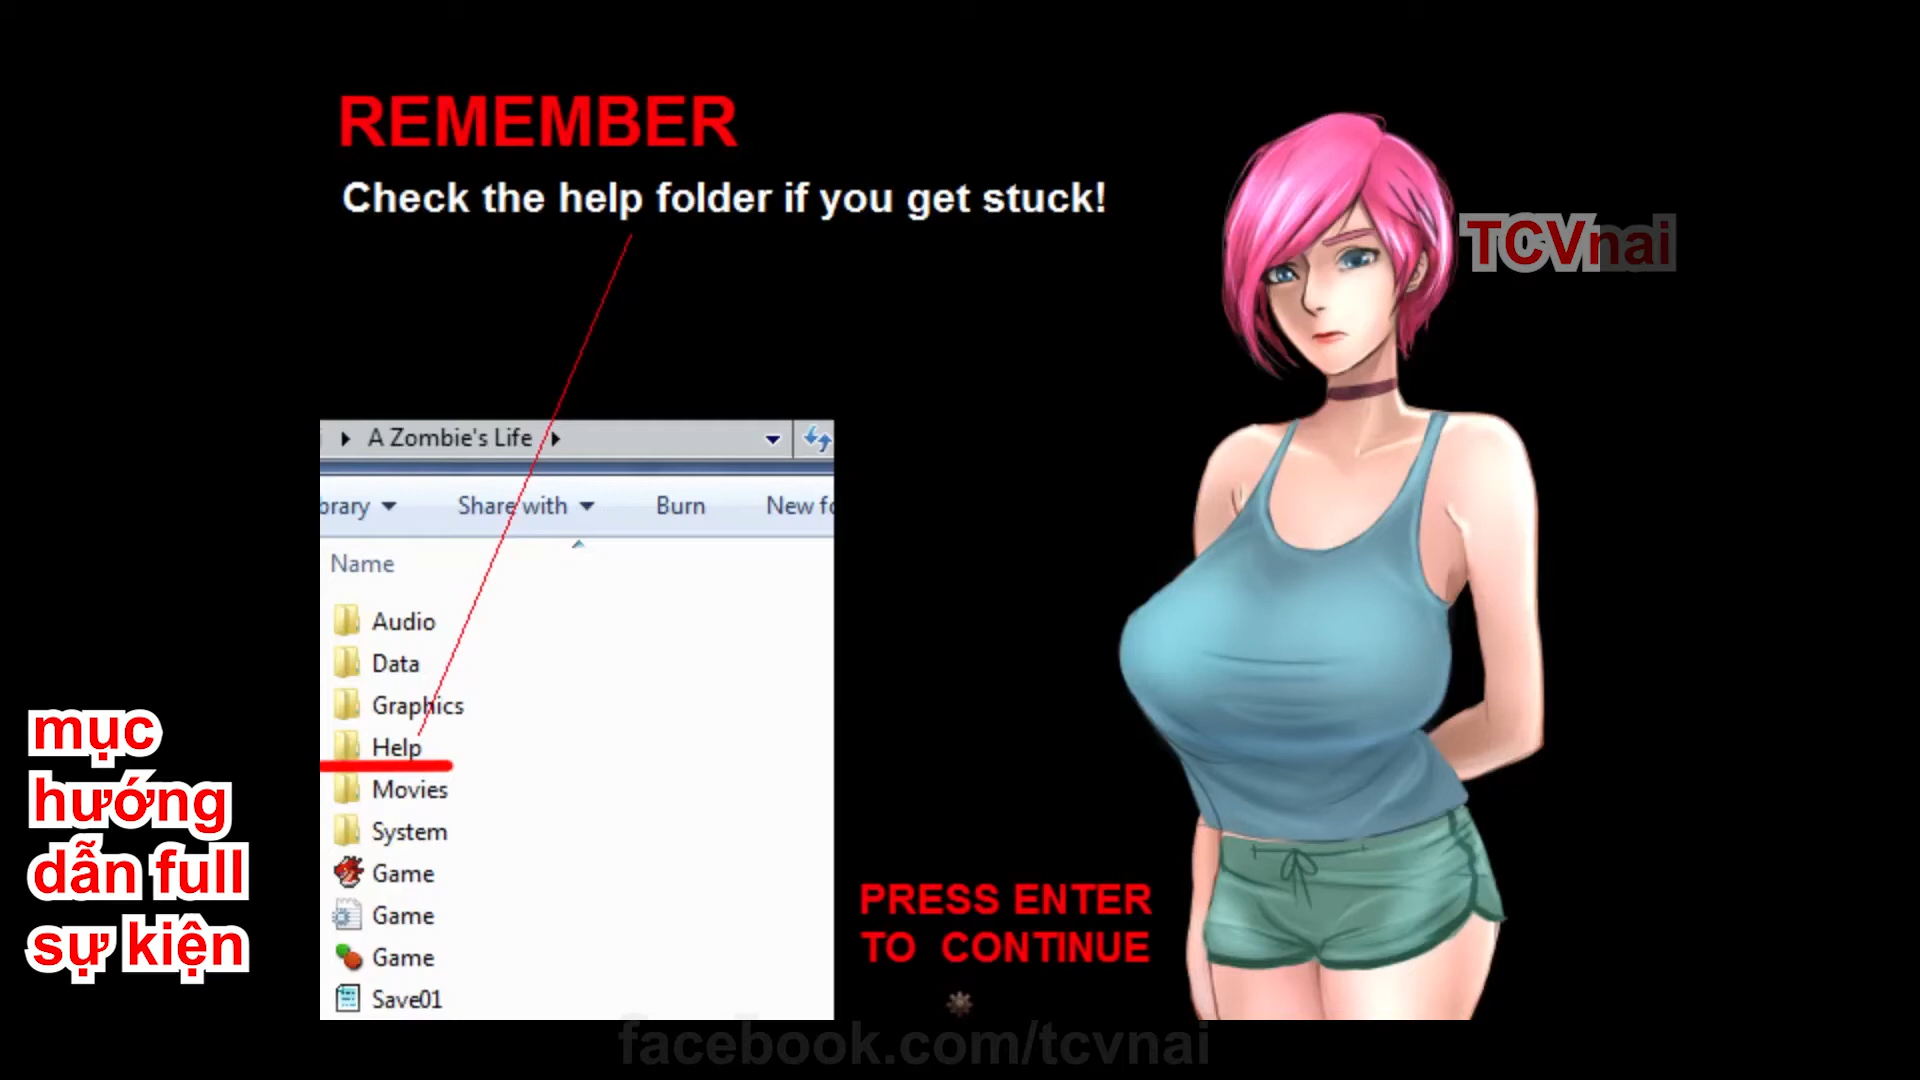 REMEMBER
Check the help folder if you get stuck!
TCVnai
A Zombie's Life
brary
Share with
Burn
New fo
Name
Audio
Data
Graphics
Help
Movies
System
Game
Game
Game
Save01
mục
hướng
dẫn full
sự kiện
PRESS ENTER
TO CONTINUE
facebook.com/tcvnai